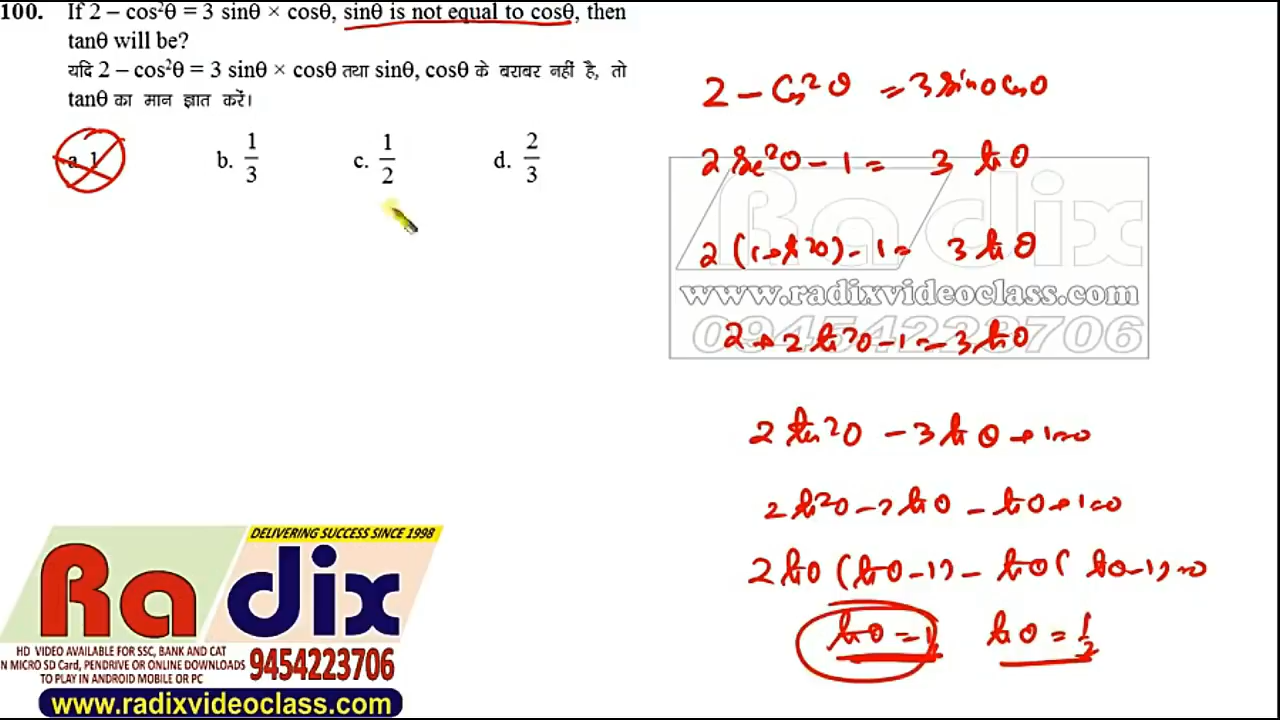 100. If 2 – cos²θ = 3 sinθ × cosθ, sinθ is not equal to cosθ, then
tanθ will be?
यदि 2 – cos²θ = 3 sinθ × cosθ तथा sinθ, cosθ के बराबर नहीं है, तो
tanθ का मान ज्ञात करें।
a. 1 b. 1/3 c. 1/2 d. 2/3
2 – cos²θ = 3 sinθ cosθ
2 sec²θ – 1 = 3 tanθ
2 (1+tan²θ) – 1 = 3 tanθ
2 + 2 tan²θ – 1 = 3 tanθ
2 tan²θ – 3 tanθ + 1 = 0
2 tan²θ – 2 tanθ – tanθ + 1 = 0
2 tanθ (tanθ – 1) – tanθ ( tanθ – 1) = 0
tanθ = 1 tanθ = 1/2
Radix
www.radixvideoclass.com
09454223706
DELIVERING SUCCESS SINCE 1998
Radix
HD VIDEO AVAILABLE FOR SSC, BANK AND CAT
N MICRO SD Card, PENDRIVE OR ONLINE DOWNLOADS
TO PLAY IN ANDROID MOBILE OR PC
9454223706
www.radixvideoclass.com